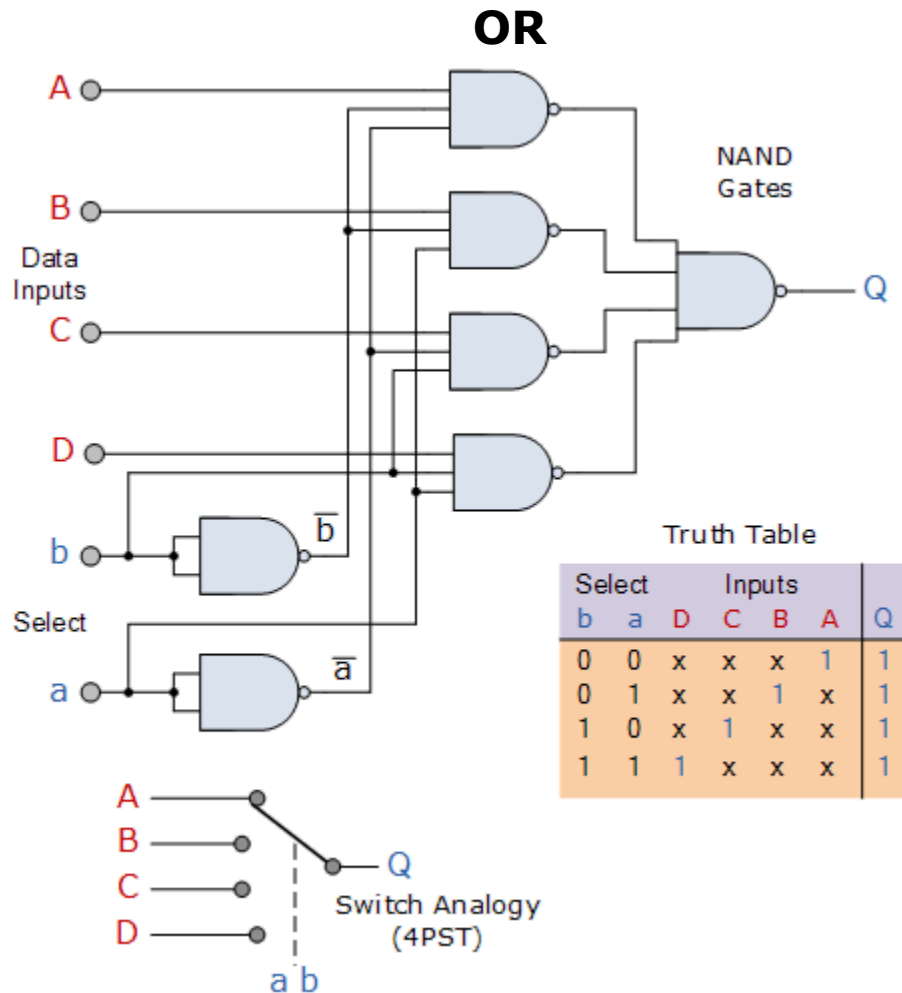 OR
A
NAND
Gates
B
Data
Inputs
Q
C
D
b̅
b
Select
a̅
a
Truth Table
Select Inputs
b a D C B A Q
0 0 x x x 1 1
0 1 x x 1 x 1
1 0 x 1 x x 1
1 1 1 x x x 1
A
B
Q
C
Switch Analogy
(4PST)
D
a b